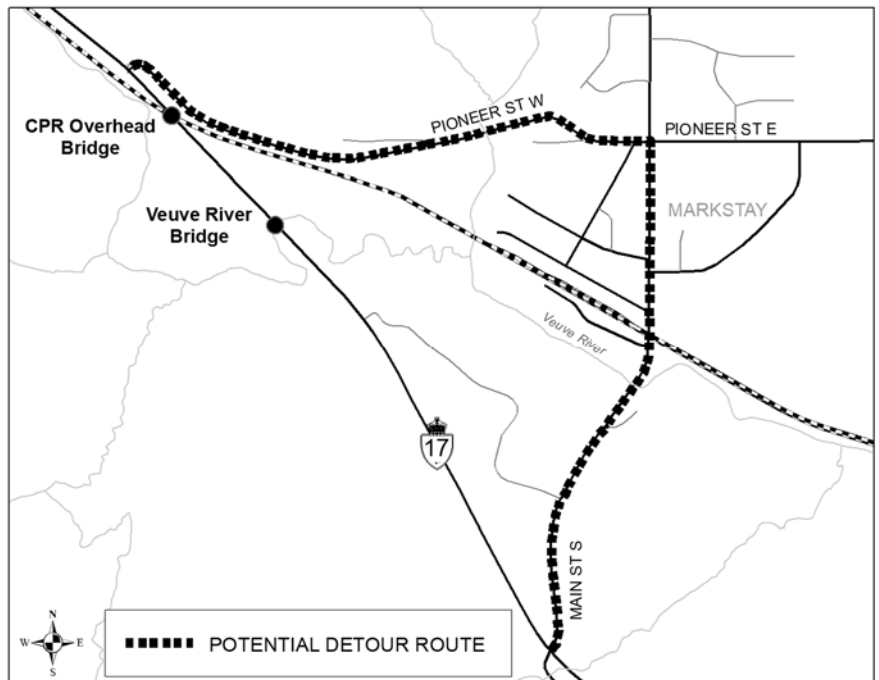 PIONEER ST W
PIONEER ST E
CPR Overhead
Bridge
MARKSTAY
Veuve River
Bridge
Veuve River
17
MAIN ST S
N
W
E
S
POTENTIAL DETOUR ROUTE